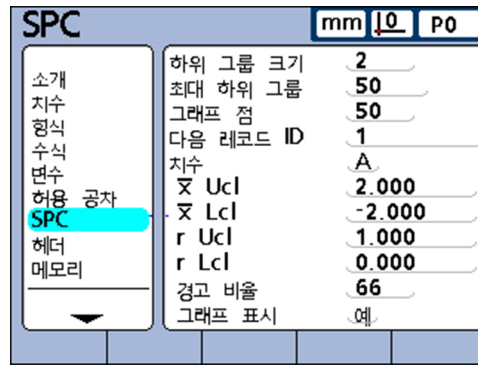 SPC
mm 0 P0
소개
치수
형식
수식
변수
허용 공차
SPC
헤더
메모리
하위 그룹 크기 2
최대 하위 그룹 50
그래프 점 50
다음 레코드 ID 1
치수 A
x̅ Ucl 2.000
x̅ Lcl -2.000
r Ucl 1.000
r Lcl 0.000
경고 비율 66
그래프 표시 예